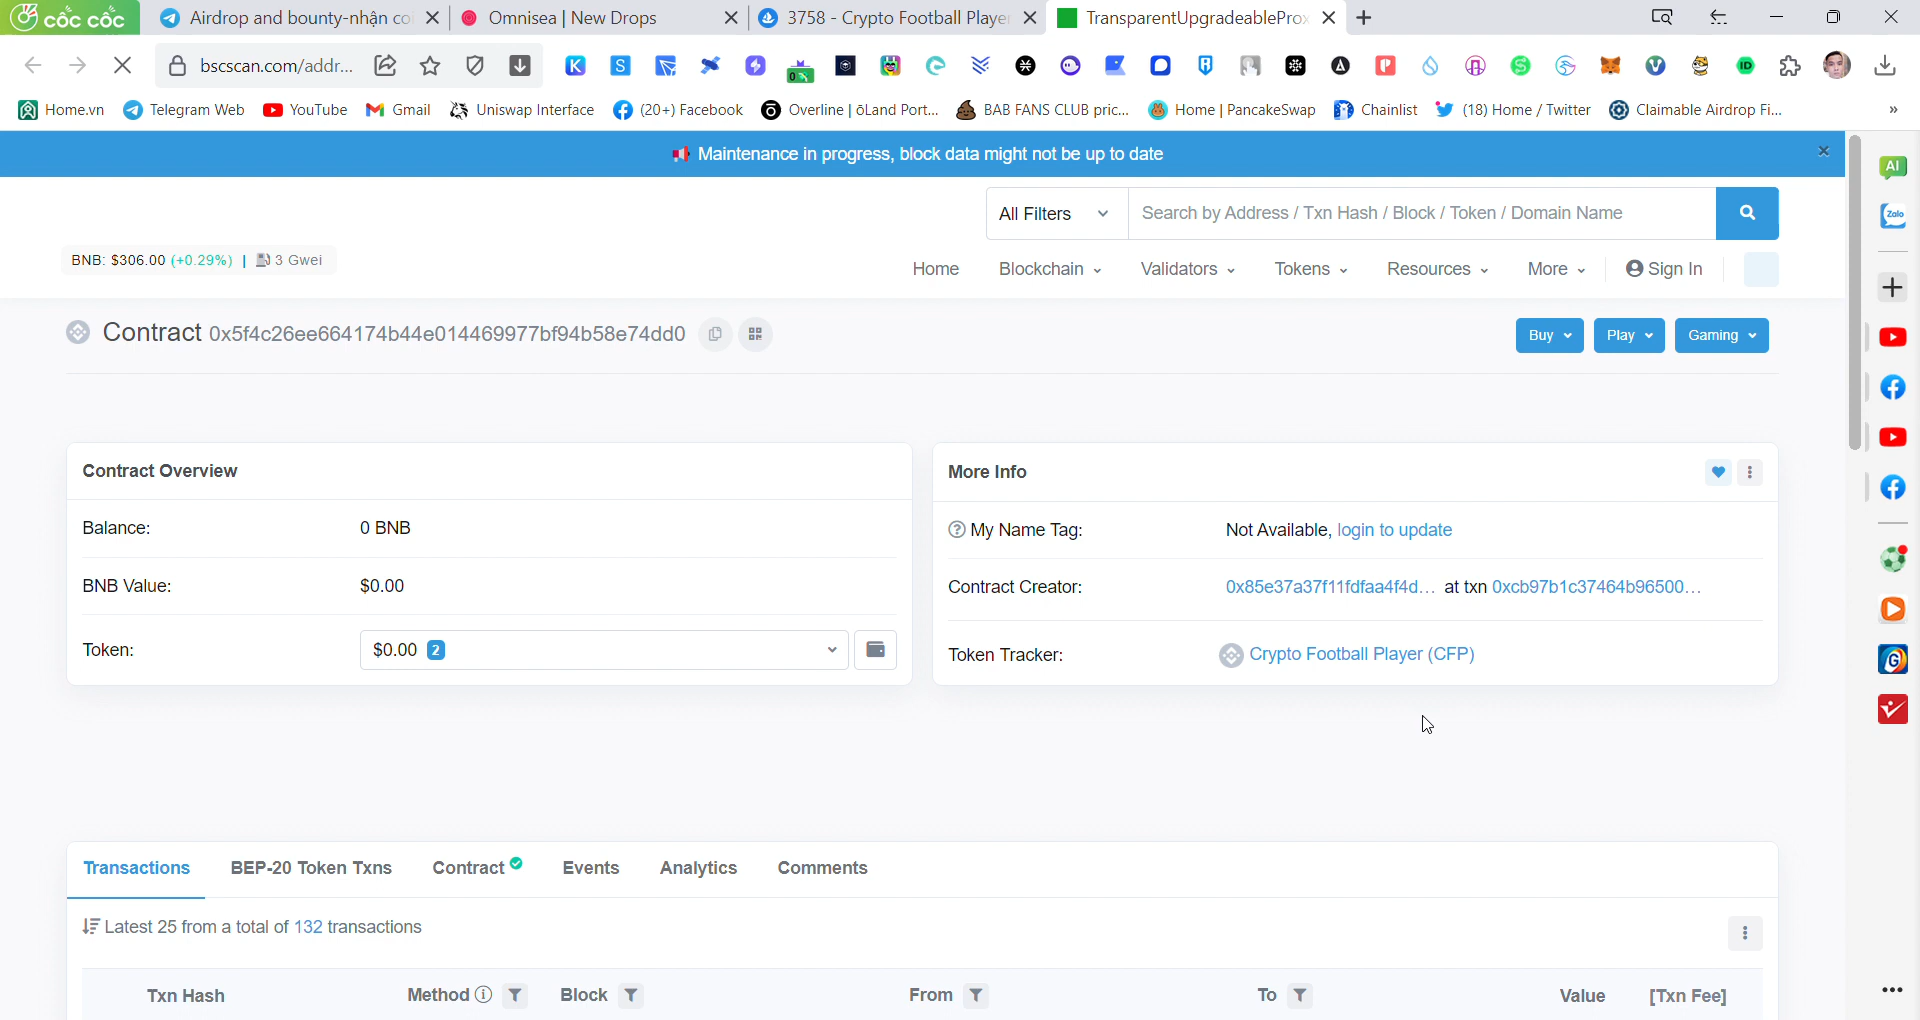 cốc cốc
Airdrop and bounty-nhận co
Omnisea | New Drops
3758 - Crypto Football Playe
TransparentUpgradeableProx
bscscan.com/addr...
Home.vn
Telegram Web
YouTube
Gmail
Uniswap Interface
(20+) Facebook
Overline | ōLand Port...
BAB FANS CLUB pric...
Home | PancakeSwap
Chainlist
(18) Home / Twitter
Claimable Airdrop Fi...
»
Maintenance in progress, block data might not be up to date
AI
Zalo
All Filters
Search by Address / Txn Hash / Block / Token / Domain Name
BNB: $306.00 (+0.29%) | 3 Gwei
Home
Blockchain
Validators
Tokens
Resources
More
Sign In
Contract 0x5f4c26ee664174b44e014469977bf94b58e74dd0
Buy
Play
Gaming
Contract Overview
Balance: 0 BNB
BNB Value: $0.00
Token: $0.00 2
More Info
My Name Tag: Not Available, login to update
Contract Creator: 0x85e37a37f11fdfaa4f4d... at txn 0xcb97b1c37464b96500...
Token Tracker: Crypto Football Player (CFP)
Transactions
BEP-20 Token Txns
Contract
Events
Analytics
Comments
Latest 25 from a total of 132 transactions
Txn Hash
Method
Block
From
To
Value
[Txn Fee]